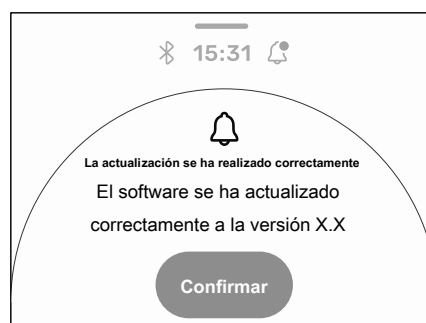 15:31
La actualización se ha realizado correctamente
El software se ha actualizado
correctamente a la versión X.X
Confirmar